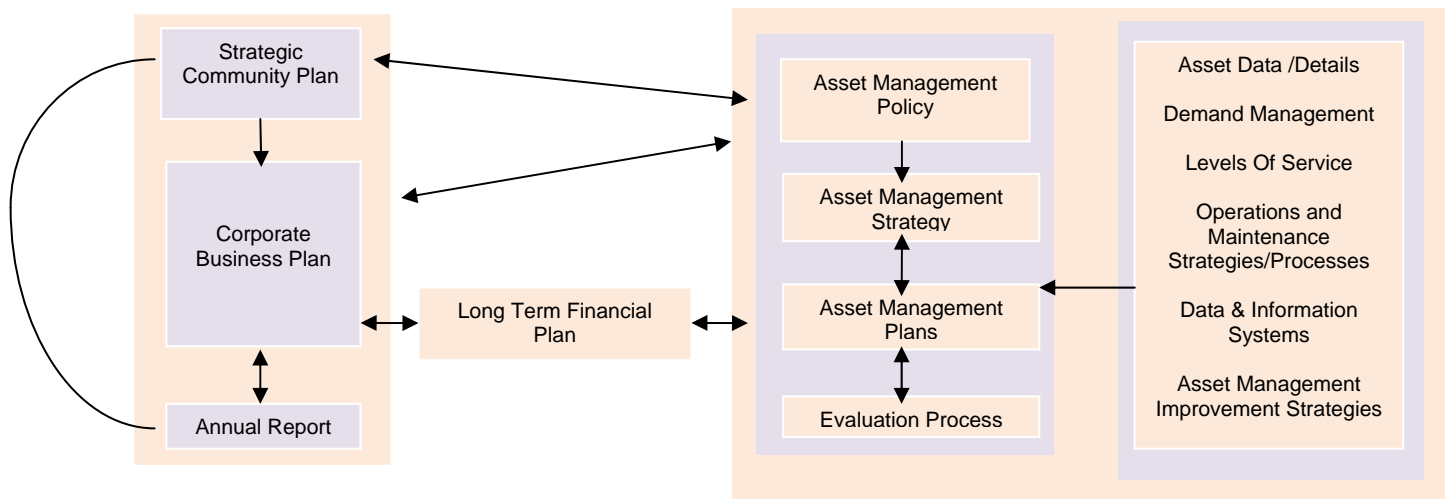 Strategic
Community Plan
Corporate
Business Plan
Annual Report
Long Term Financial
Plan
Asset Management
Policy
Asset Management
Strategy
Asset Management
Plans
Evaluation Process
Asset Data /Details
Demand Management
Levels Of Service
Operations and
Maintenance
Strategies/Processes
Data & Information
Systems
Asset Management
Improvement Strategies